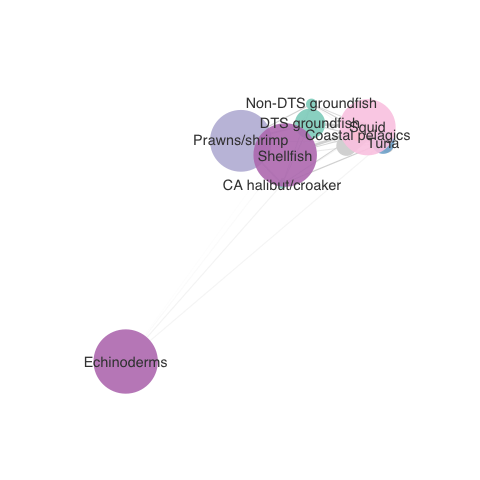 Non-DTS groundfish
DTS groundfish
Squid
Coastal pelagics
Prawns/shrimp
Tuna
Shellfish
CA halibut/croaker
Echinoderms